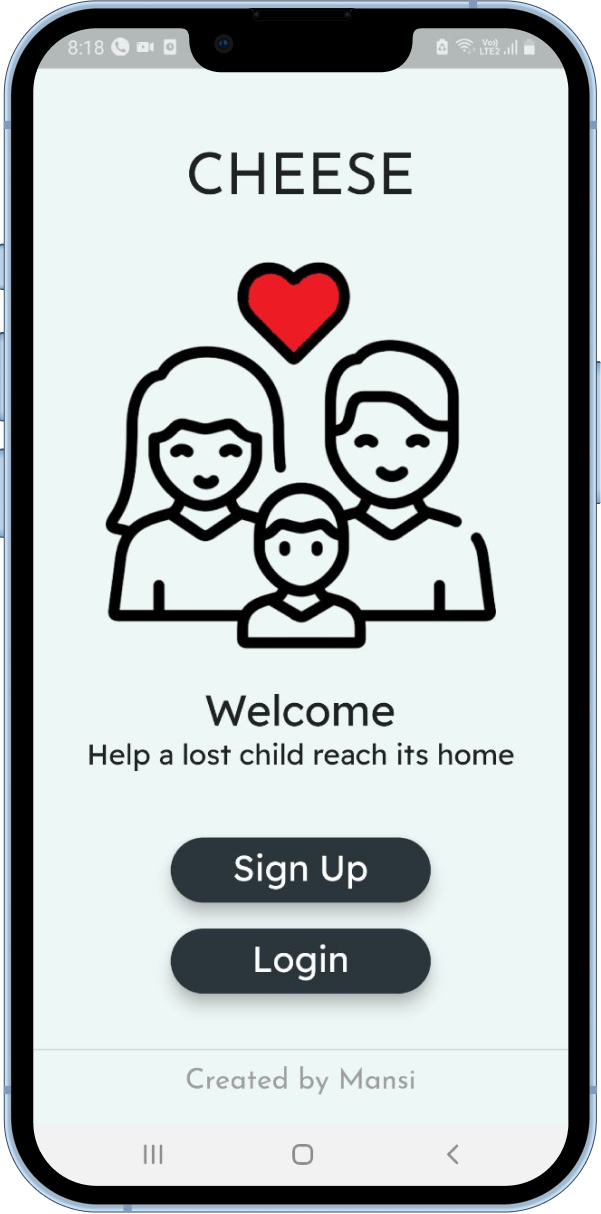 8:18
Vo)) LTE2
CHEESE
Welcome
Help a lost child reach its home
Sign Up
Login
Created by Mansi